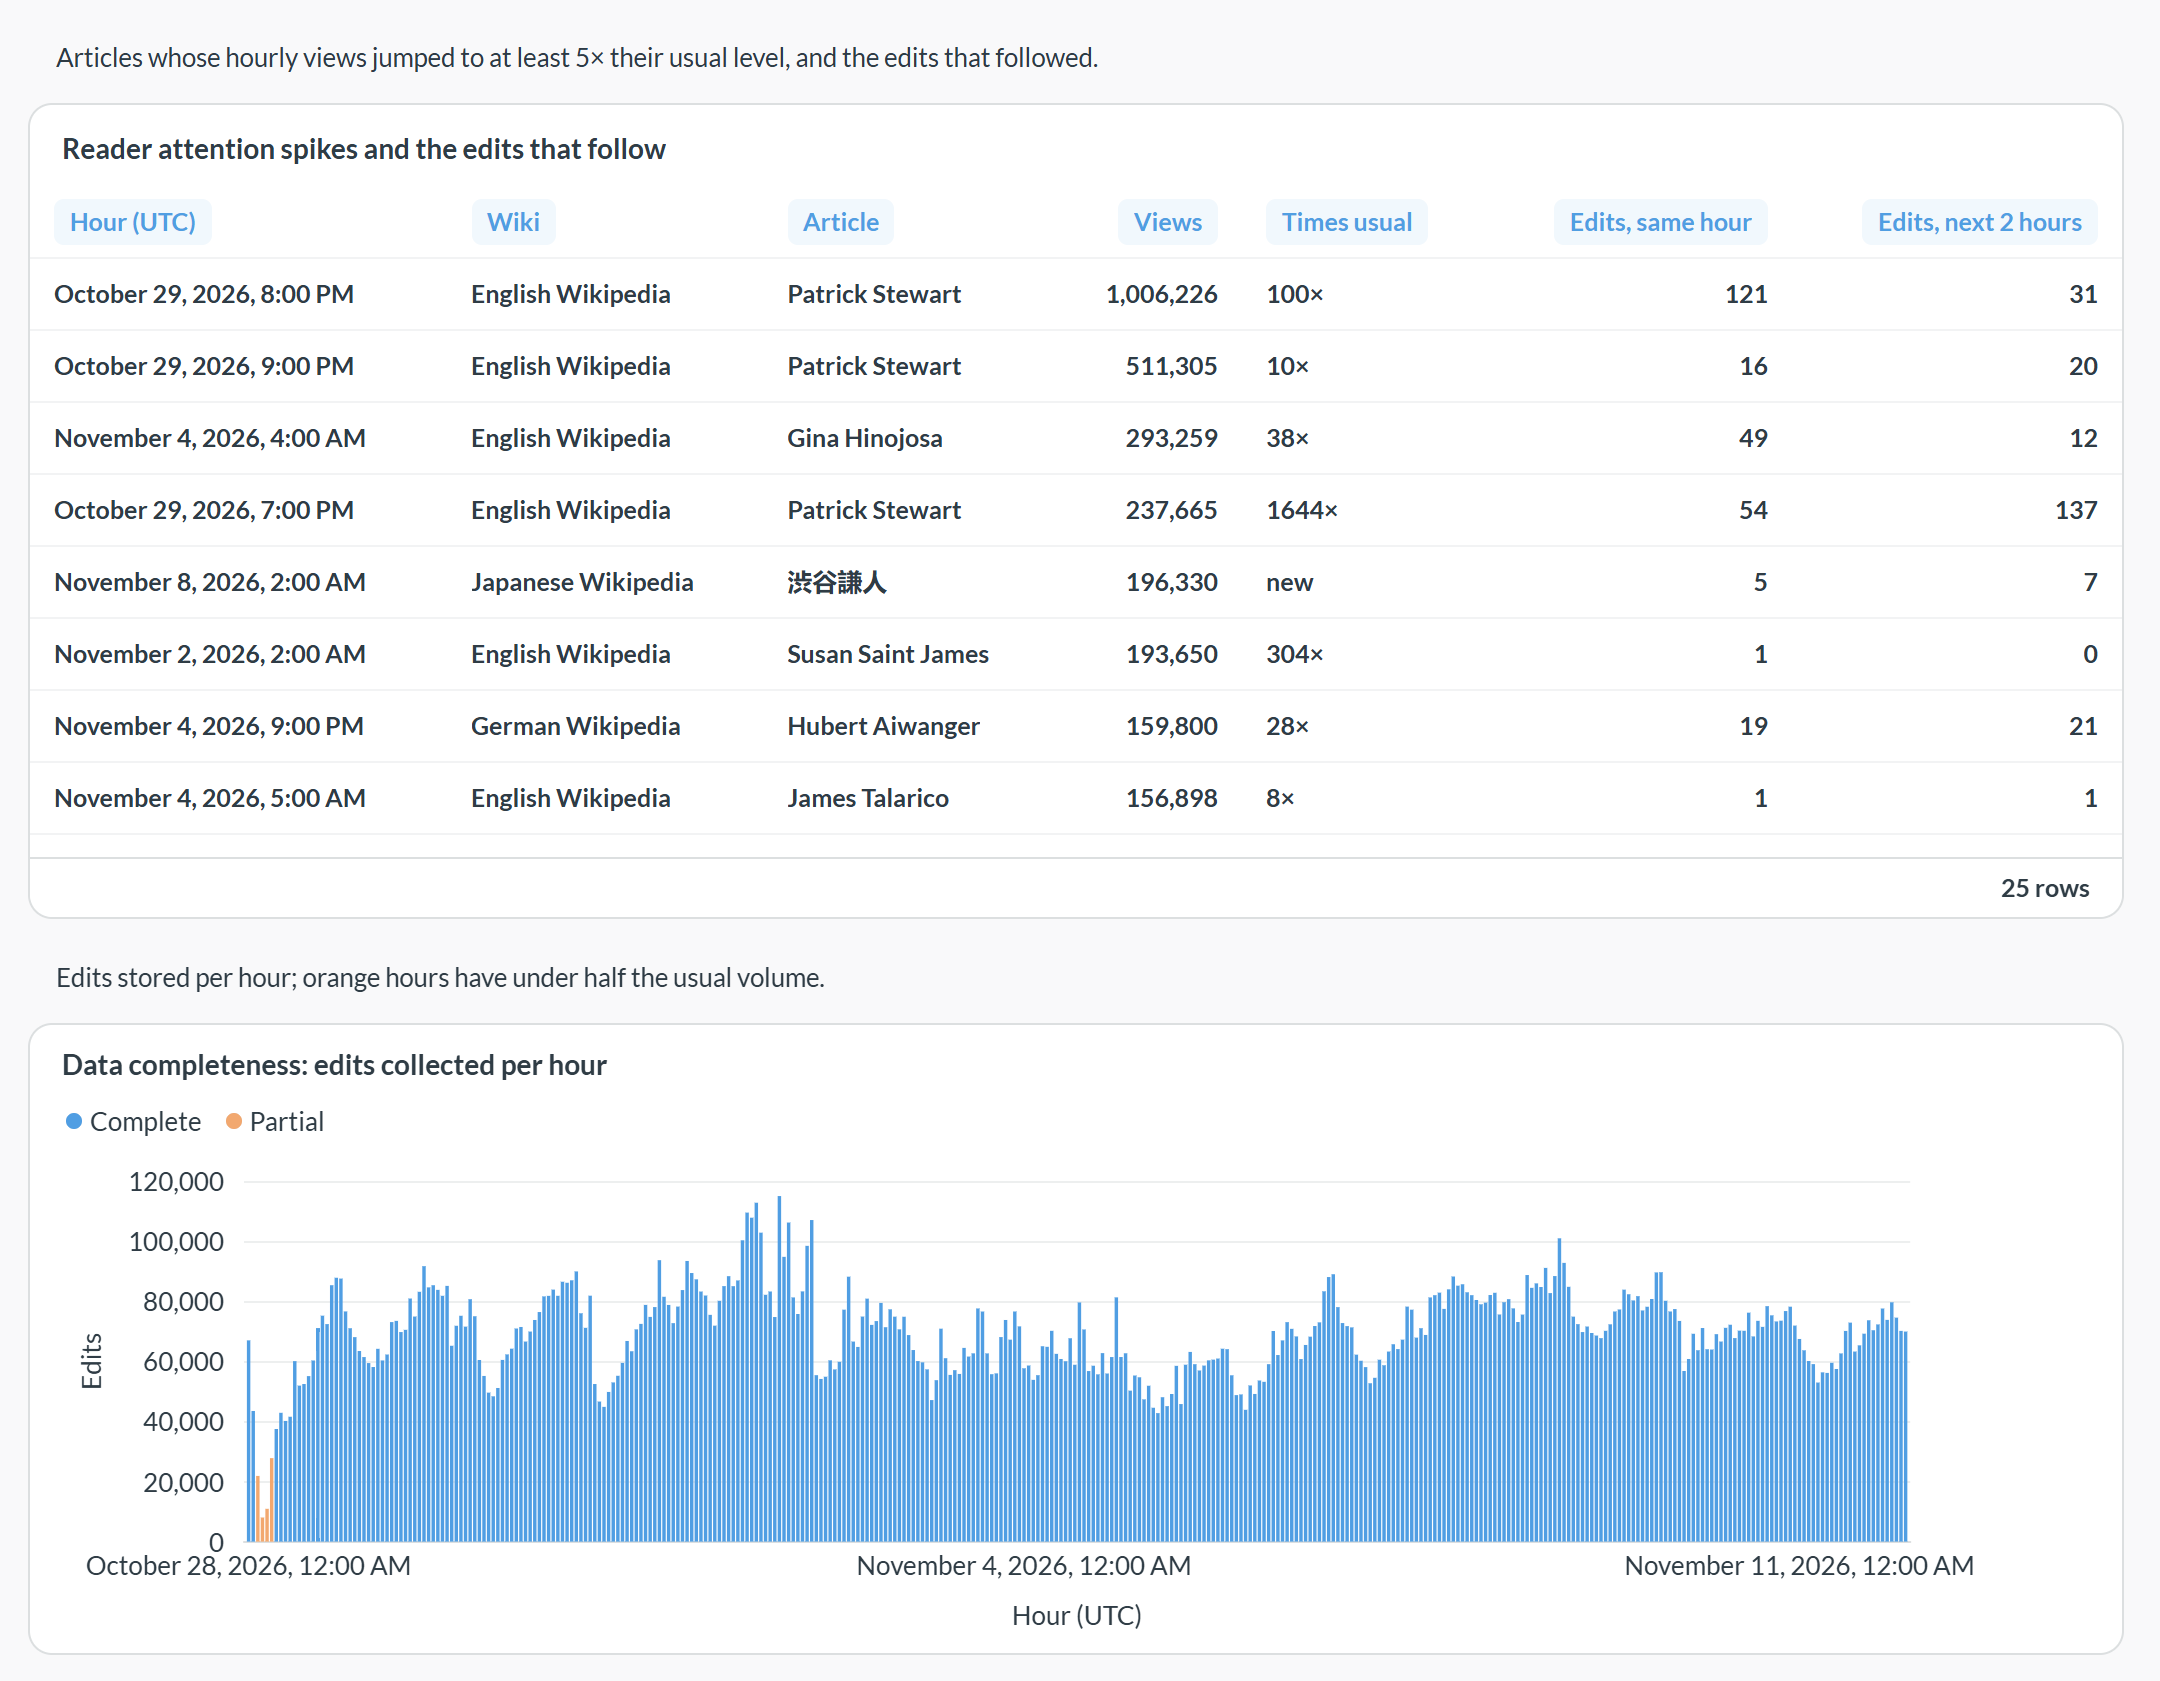 Articles whose hourly views jumped to at least 5× their usual level, and the edits that followed.
Reader attention spikes and the edits that follow
Hour (UTC) Wiki Article Views Times usual Edits, same hour Edits, next 2 hours
October 29, 2026, 8:00 PM English Wikipedia Patrick Stewart 1,006,226 100× 121 31
October 29, 2026, 9:00 PM English Wikipedia Patrick Stewart 511,305 10× 16 20
November 4, 2026, 4:00 AM English Wikipedia Gina Hinojosa 293,259 38× 49 12
October 29, 2026, 7:00 PM English Wikipedia Patrick Stewart 237,665 1644× 54 137
November 8, 2026, 2:00 AM Japanese Wikipedia 渋谷謙人 196,330 new 5 7
November 2, 2026, 2:00 AM English Wikipedia Susan Saint James 193,650 304× 1 0
November 4, 2026, 9:00 PM German Wikipedia Hubert Aiwanger 159,800 28× 19 21
November 4, 2026, 5:00 AM English Wikipedia James Talarico 156,898 8× 1 1
25 rows
Edits stored per hour; orange hours have under half the usual volume.
Data completeness: edits collected per hour
Complete Partial
120,000
100,000
80,000
60,000
40,000
20,000
0
Edits
October 28, 2026, 12:00 AM November 4, 2026, 12:00 AM November 11, 2026, 12:00 AM
Hour (UTC)